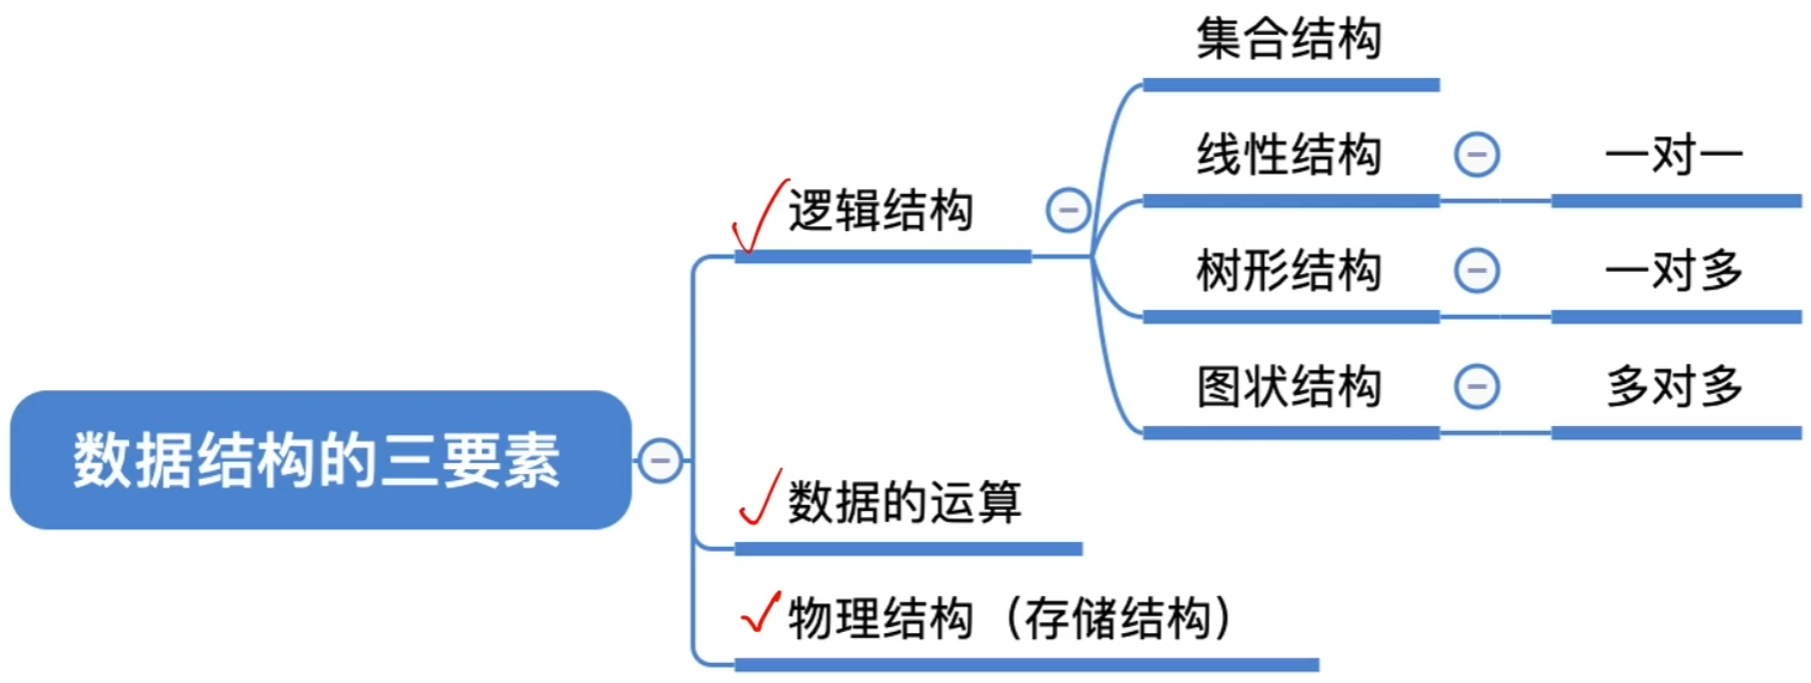 数据结构的三要素
逻辑结构
集合结构
线性结构
一对一
树形结构
一对多
图状结构
多对多
数据的运算
物理结构（存储结构）